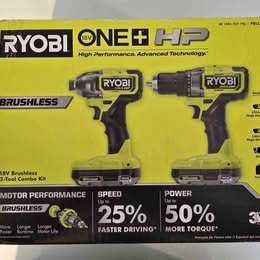 RYOBI 18V ONE+ HP
High Performance. Advanced Technology.
BRUSHLESS
RYOBI
RYOBI
18V Brushless
2-Tool Combo Kit
MOTOR PERFORMANCE
BRUSHLESS
More Power
Longer Runtime
Longer Motor Life
SPEED
Up to
25%
FASTER DRIVING*
POWER
Up to
50%
MORE TORQUE*